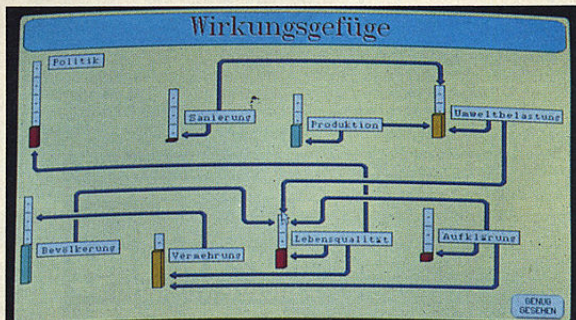 Wirkungsgefüge
Politik
Sanierung
Produktion
Umweltbelastung
Bevölkerung
Vermehrung
Lebensqualität
Aufklärung
GENUG
GESEHEN